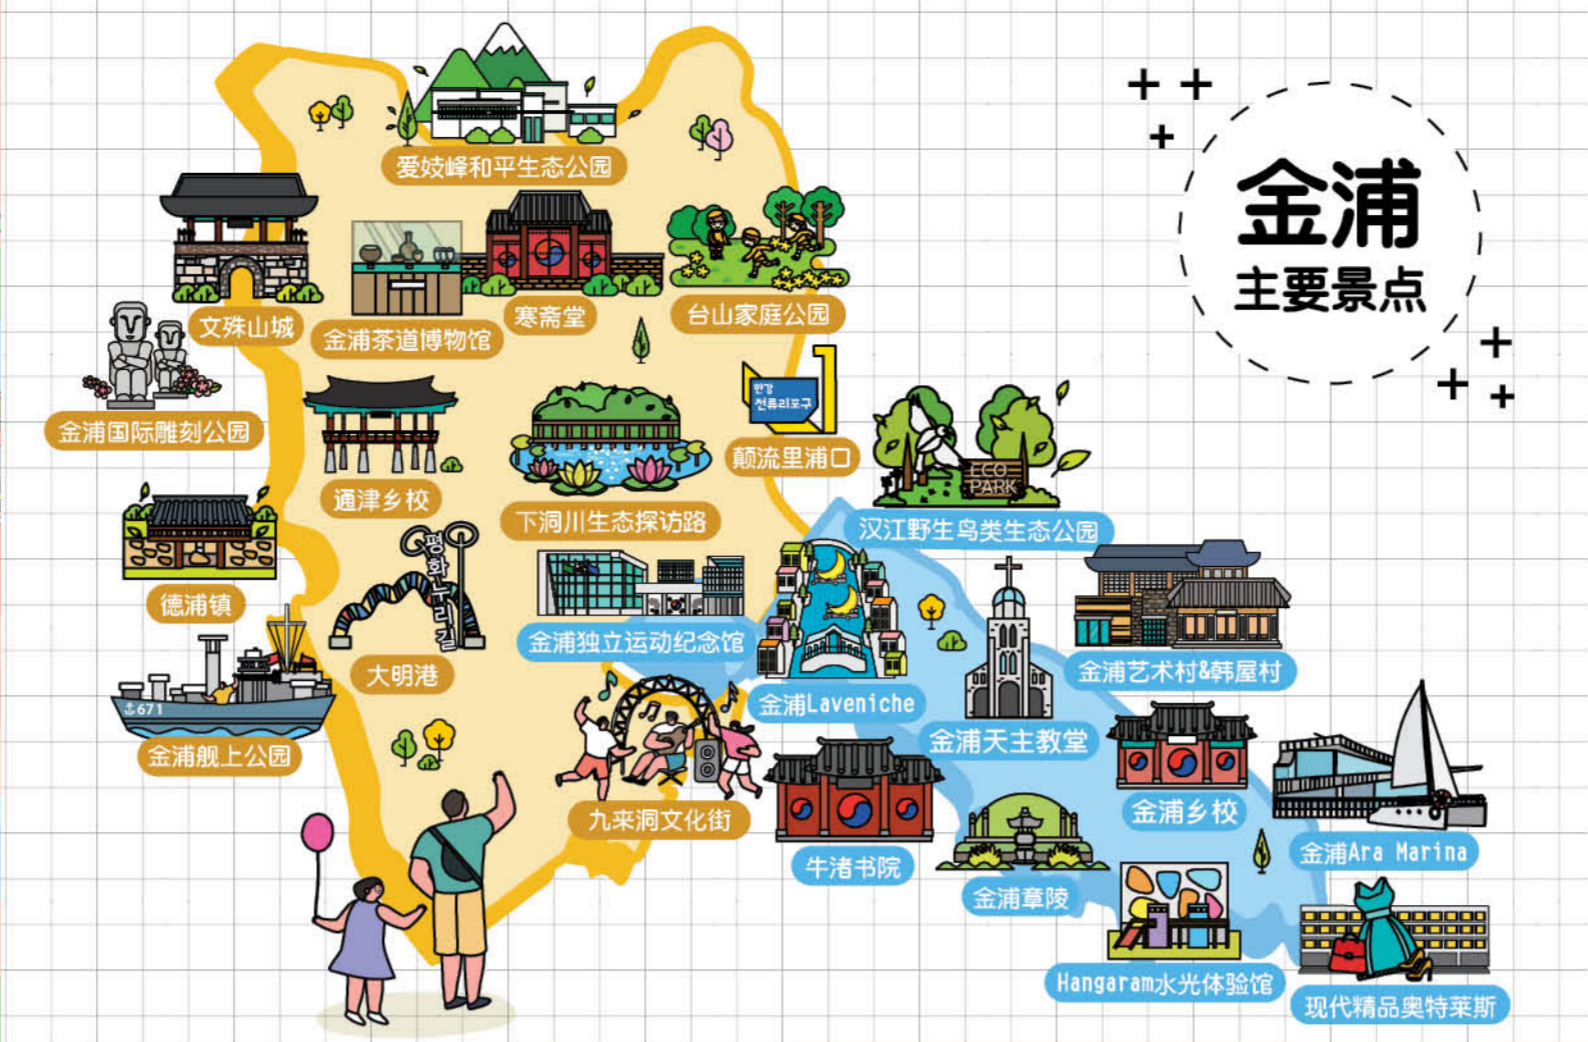 金浦
主要景点
爱妓峰和平生态公园
文殊山城
金浦茶道博物馆
寒斋堂
台山家庭公园
金浦国际雕刻公园
通津乡校
下洞川生态探访路
한강
전류리포구
颠流里浦口
ECO
PARK
汉江野生鸟类生态公园
德浦镇
평화누리길
大明港
金浦独立运动纪念馆
金浦Laveniche
金浦天主教堂
金浦艺术村&韩屋村
671
金浦舰上公园
九来洞文化街
牛渚书院
金浦章陵
金浦乡校
金浦Ara Marina
Hangaram水光体验馆
现代精品奥特莱斯